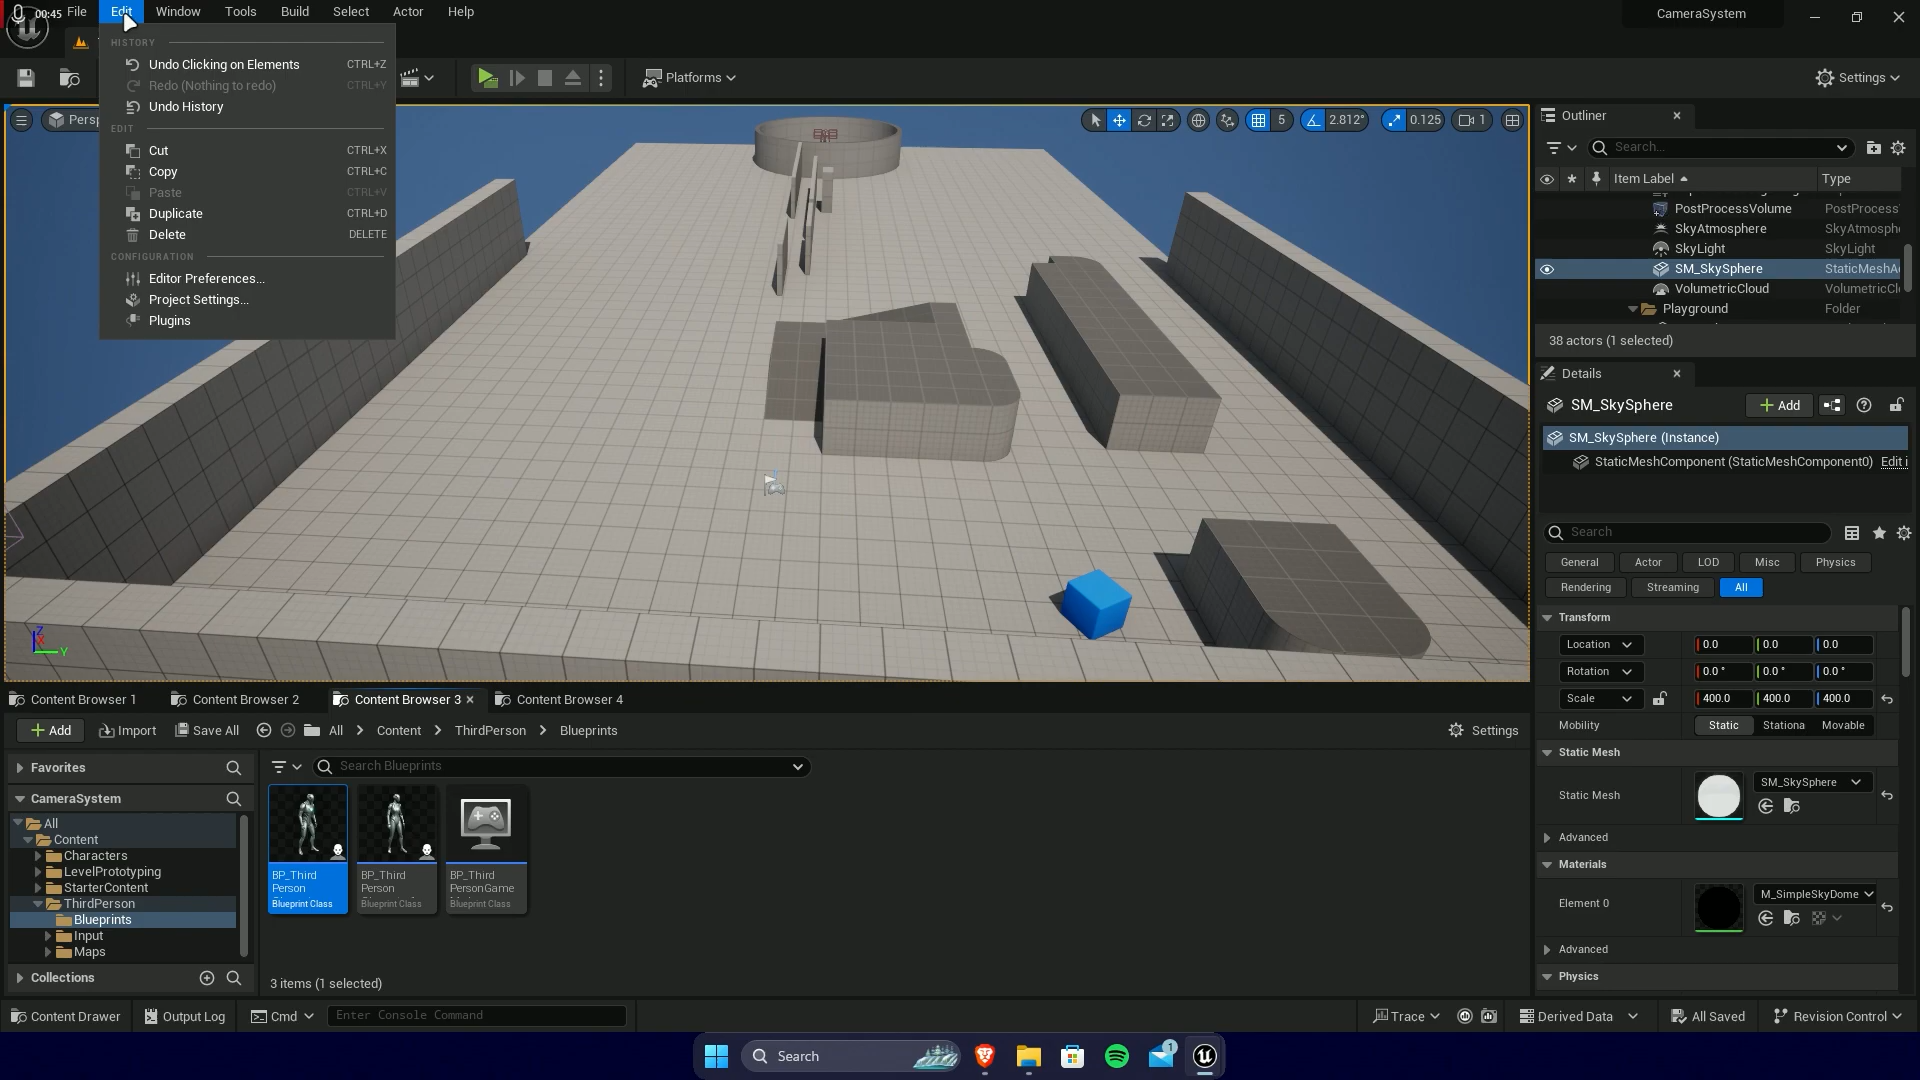 00:45 File Edit Window Tools Build Select Actor Help
CameraSystem
HISTORY
Undo Clicking on Elements CTRL+Z
Redo (Nothing to redo) CTRL+Y
Undo History
EDIT
Cut CTRL+X
Copy CTRL+C
Paste CTRL+V
Duplicate CTRL+D
Delete DELETE
CONFIGURATION
Editor Preferences...
Project Settings...
Plugins
Platforms
Settings
5 2.812° 0.125 1
Z
Y
Outliner
Search...
Item Label Type
PostProcessVolume PostProcess
SkyAtmosphere SkyAtmosph
SkyLight SkyLight
SM_SkySphere StaticMeshA
VolumetricCloud VolumetricCl
Playground Folder
38 actors (1 selected)
Details
SM_SkySphere Add
SM_SkySphere (Instance)
StaticMeshComponent (StaticMeshComponent0) Edit i
Search
General Actor LOD Misc Physics
Rendering Streaming All
Transform
Location 0.0 0.0 0.0
Rotation 0.0° 0.0° 0.0°
Scale 400.0 400.0 400.0
Mobility Static Stationa Movable
Static Mesh
Static Mesh SM_SkySphere
Advanced
Materials
Element 0 M_SimpleSkyDome
Advanced
Physics
Content Browser 1 Content Browser 2 Content Browser 3 Content Browser 4
Add Import Save All All > Content > ThirdPerson > Blueprints Settings
Favorites
CameraSystem
All
Content
Characters
LevelPrototyping
StarterContent
ThirdPerson
Blueprints
Input
Maps
Collections
Search Blueprints
BP_Third
Person
Blueprint Class
BP_Third
Person
Blueprint Class
BP_Third
PersonGame
Blueprint Class
3 items (1 selected)
Content Drawer Output Log Cmd Enter Console Command Trace Derived Data All Saved Revision Control
Search 1